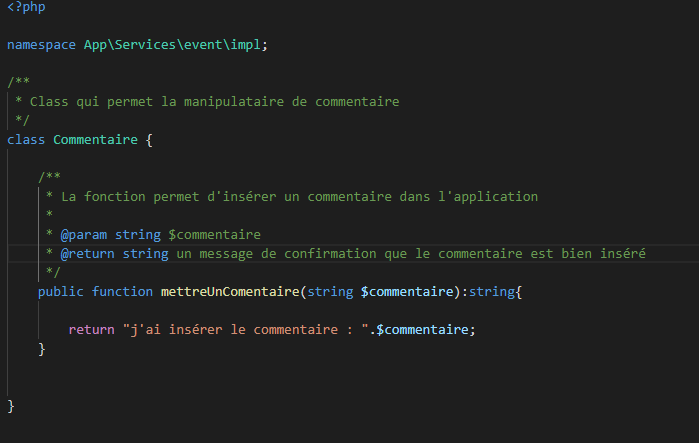 <?php
namespace App\Services\event\impl;
/**
 * Class qui permet la manipulataire de commentaire
 */
class Commentaire {
    /**
     * La fonction permet d'insérer un commentaire dans l'application
     *
     * @param string $commentaire
     * @return string un message de confirmation que le commentaire est bien inséré
     */
    public function mettreUnComentaire(string $commentaire):string{
        return "j'ai insérer le commentaire : ".$commentaire;
    }
}